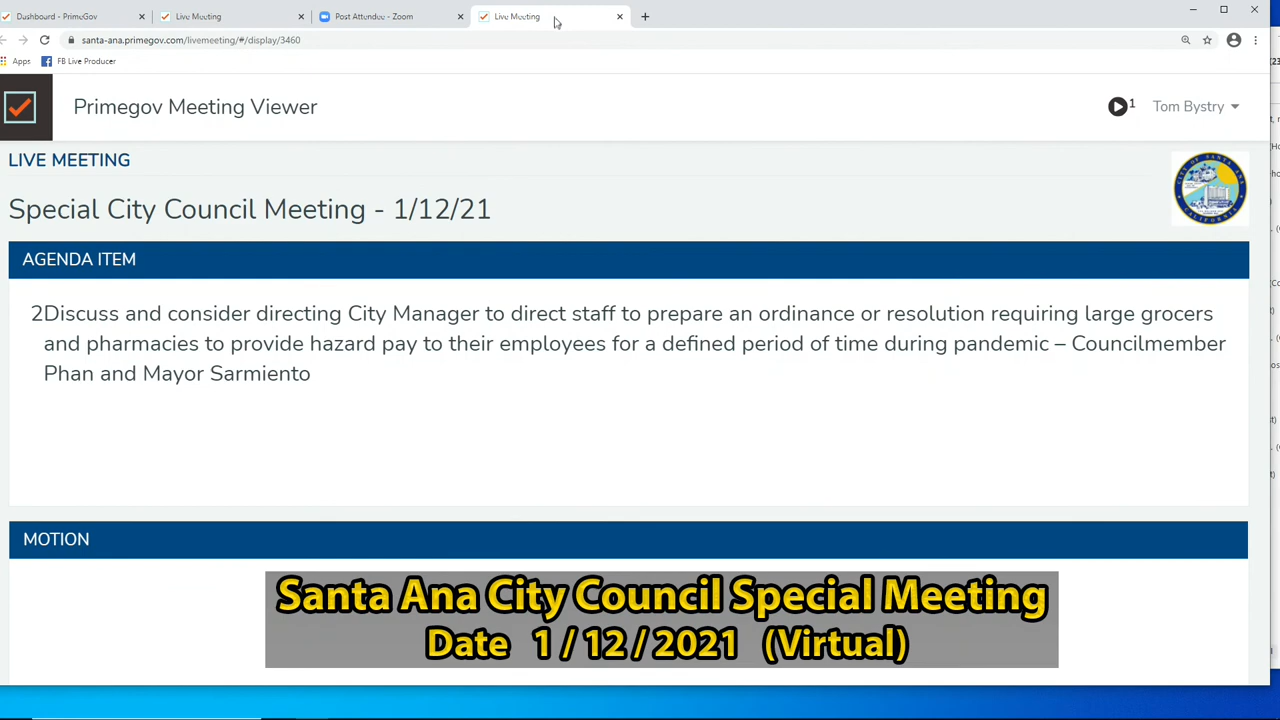 Dashboard - PrimeGov
Live Meeting
Post Attendee - Zoom
Live Meeting
santa-ana.primegov.com/livemeeting/#/display/3460
Apps
FB Live Producer
Primegov Meeting Viewer
1
Tom Bystry
LIVE MEETING
Special City Council Meeting - 1/12/21
AGENDA ITEM
2Discuss and consider directing City Manager to direct staff to prepare an ordinance or resolution requiring large grocers
and pharmacies to provide hazard pay to their employees for a defined period of time during pandemic – Councilmember
Phan and Mayor Sarmiento
MOTION
Santa Ana City Council Special Meeting
Date 1 / 12 / 2021 (Virtual)